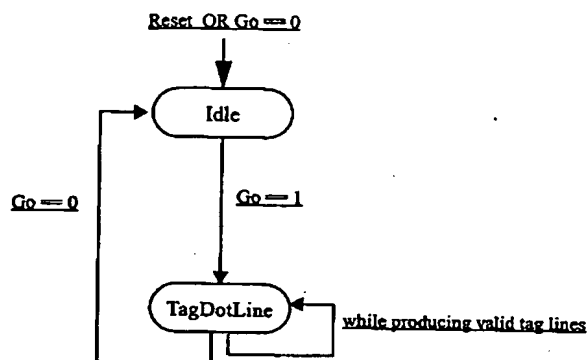 Reset OR Go == 0
Idle
Go == 0
Go == 1
TagDotLine
while producing valid tag lines